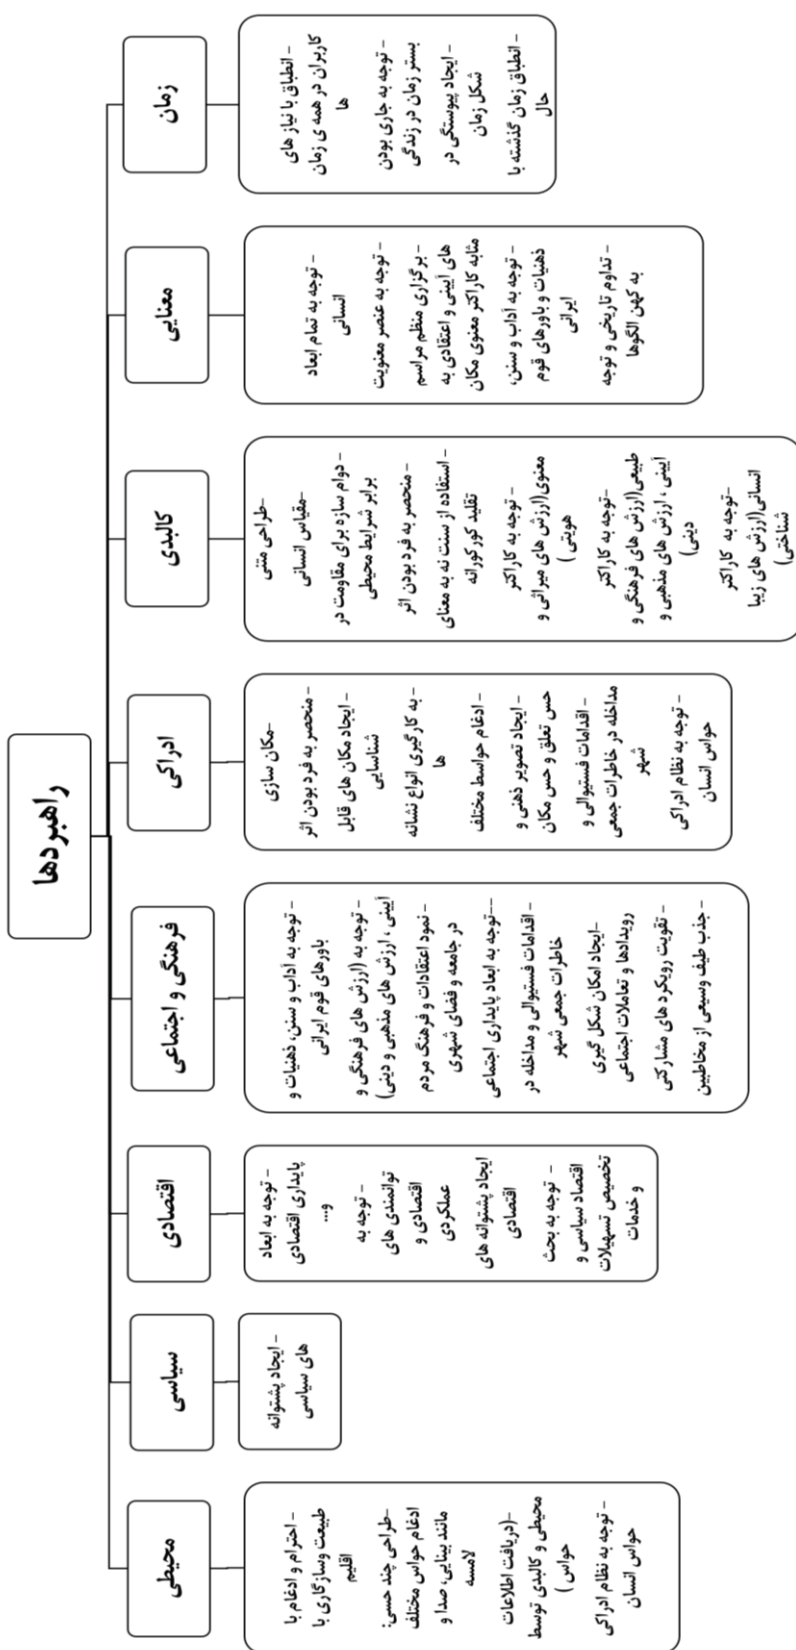 راهبردها
زمان
- انطباق با نیاز های
کاربران در همه ی زمان
ها
- توجه به جاری بودن
بستر زمان در زندگی
- ایجاد پیوستگی در
شکل زمان
- انطباق زمان گذشته با
حال
معنایی
- توجه به تمام ابعاد
انسانی
- توجه به عنصر معنویت
- برگزاری منظم مراسم
های آیینی و اعتقادی به
مثابه کاراکتر معنوی مکان
- توجه به آداب و سنن،
ذهنیات و باورهای قوم
ایرانی
- تداوم تاریخی و توجه
به کهن الگوها
کالبدی
-طراحی متنی
-مقیاس انسانی
- دوام سازه برای مقاومت در
برابر شرایط محیطی
- منحصر به فرد بودن اثر
- استفاده از سنت نه به معنای
تقلید کورکورانه
- توجه به کاراکتر
معنوی(ارزش های میراثی و
هویتی )
-توجه به کاراکتر
طبیعی(ارزش های فرهنگی و
آیینی ، ارزش های مذهبی و
دینی)
-توجه به کاراکتر
انسانی(ارزش های زیبا
شناختی)
ادراکی
-مکان سازی
- منحصر به فرد بودن اثر
- ایجاد مکان های قابل
شناسایی
- به کارگیری انواع نشانه
ها
- ادغام حواسط مختلف
- ایجاد تصویر ذهنی و
حس تعلق و حس مکان
- اقدامات فستیوالی و
مداخله در خاطرات جمعی
شهر
- توجه به نظام ادراکی
حواس انسان
فرهنگی و اجتماعی
- توجه به آداب و سنن، ذهنیات و
باورهای قوم ایرانی
- توجه به (ارزش های فرهنگی و
آیینی ، ارزش های مذهبی و دینی)
- نمود اعتقادات و فرهنگ مردم
در جامعه و فضای شهری
--توجه به ابعاد پایداری اجتماعی
- اقدامات فستیوالی و مداخله در
خاطرات جمعی شهر
-ایجاد امکان شکل گیری
رویدادها و تعاملات اجتماعی
- تقویت رویکرد های مشارکتی
- جذب طیف وسیعی از مخاطبین
اقتصادی
- توجه به ابعاد
پایداری اقتصادی
و...
- توجه به
توانمندی های
اقتصادی و
عملکردی
ایجاد پشتوانه های
اقتصادی
- توجه به بحث
اقتصاد سیاسی و
تخصیص تسهیلات
و خدمات
سیاسی
- ایجاد پشتوانه
های سیاسی
محیطی
- احترام و ادغام با
طبیعت وسازگاری با
اقلیم
-طراحی چند حسی:
ادغام حواس مختلف
مانند بینایی، صدا و
لامسه
-(دریافت اطلاعات
محیطی و کالبدی توسط
حواس )
- توجه به نظام ادراکی
حواس انسان